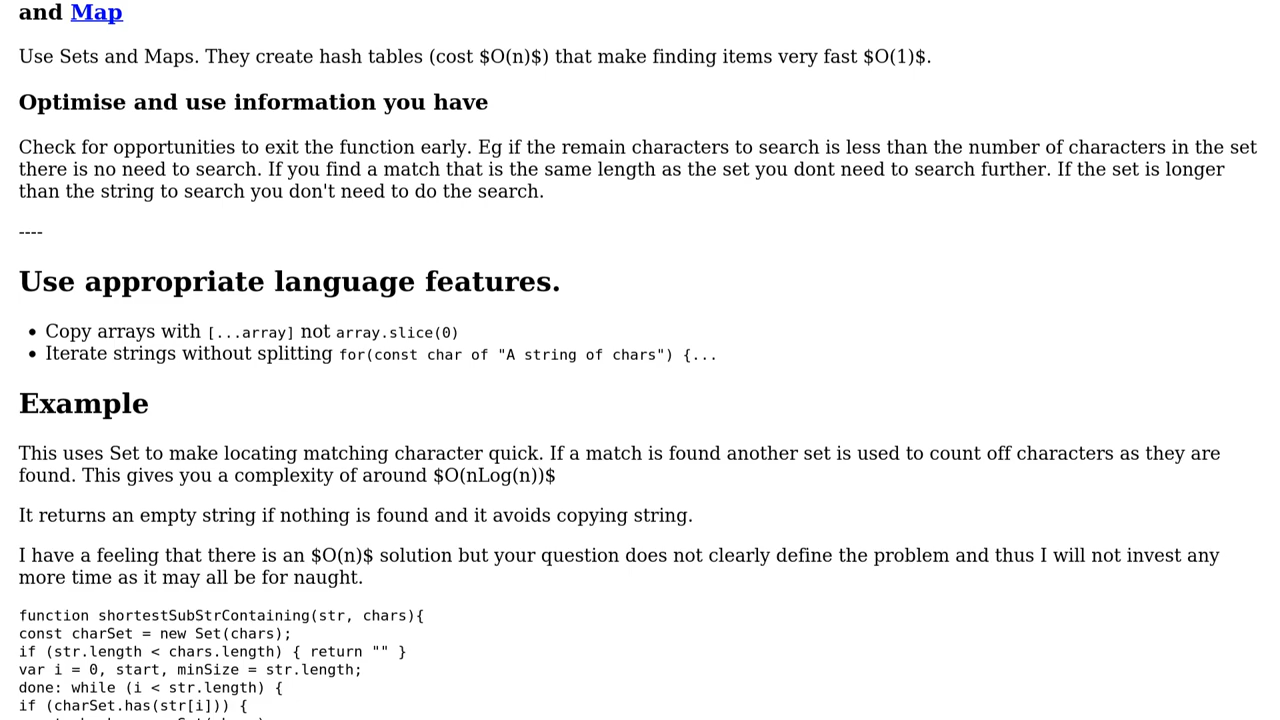 and Map
Use Sets and Maps. They create hash tables (cost $O(n)$) that make finding items very fast $O(1)$.
Optimise and use information you have
Check for opportunities to exit the function early. Eg if the remain characters to search is less than the number of characters in the set
there is no need to search. If you find a match that is the same length as the set you dont need to search further. If the set is longer
than the string to search you don't need to do the search.
----
Use appropriate language features.
• Copy arrays with [...array] not array.slice(0)
• Iterate strings without splitting for(const char of "A string of chars") {...
Example
This uses Set to make locating matching character quick. If a match is found another set is used to count off characters as they are
found. This gives you a complexity of around $O(nLog(n))$
It returns an empty string if nothing is found and it avoids copying string.
I have a feeling that there is an $O(n)$ solution but your question does not clearly define the problem and thus I will not invest any
more time as it may all be for naught.
function shortestSubStrContaining(str, chars){
const charSet = new Set(chars);
if (str.length < chars.length) { return "" }
var i = 0, start, minSize = str.length;
done: while (i < str.length) {
if (charSet.has(str[i])) {